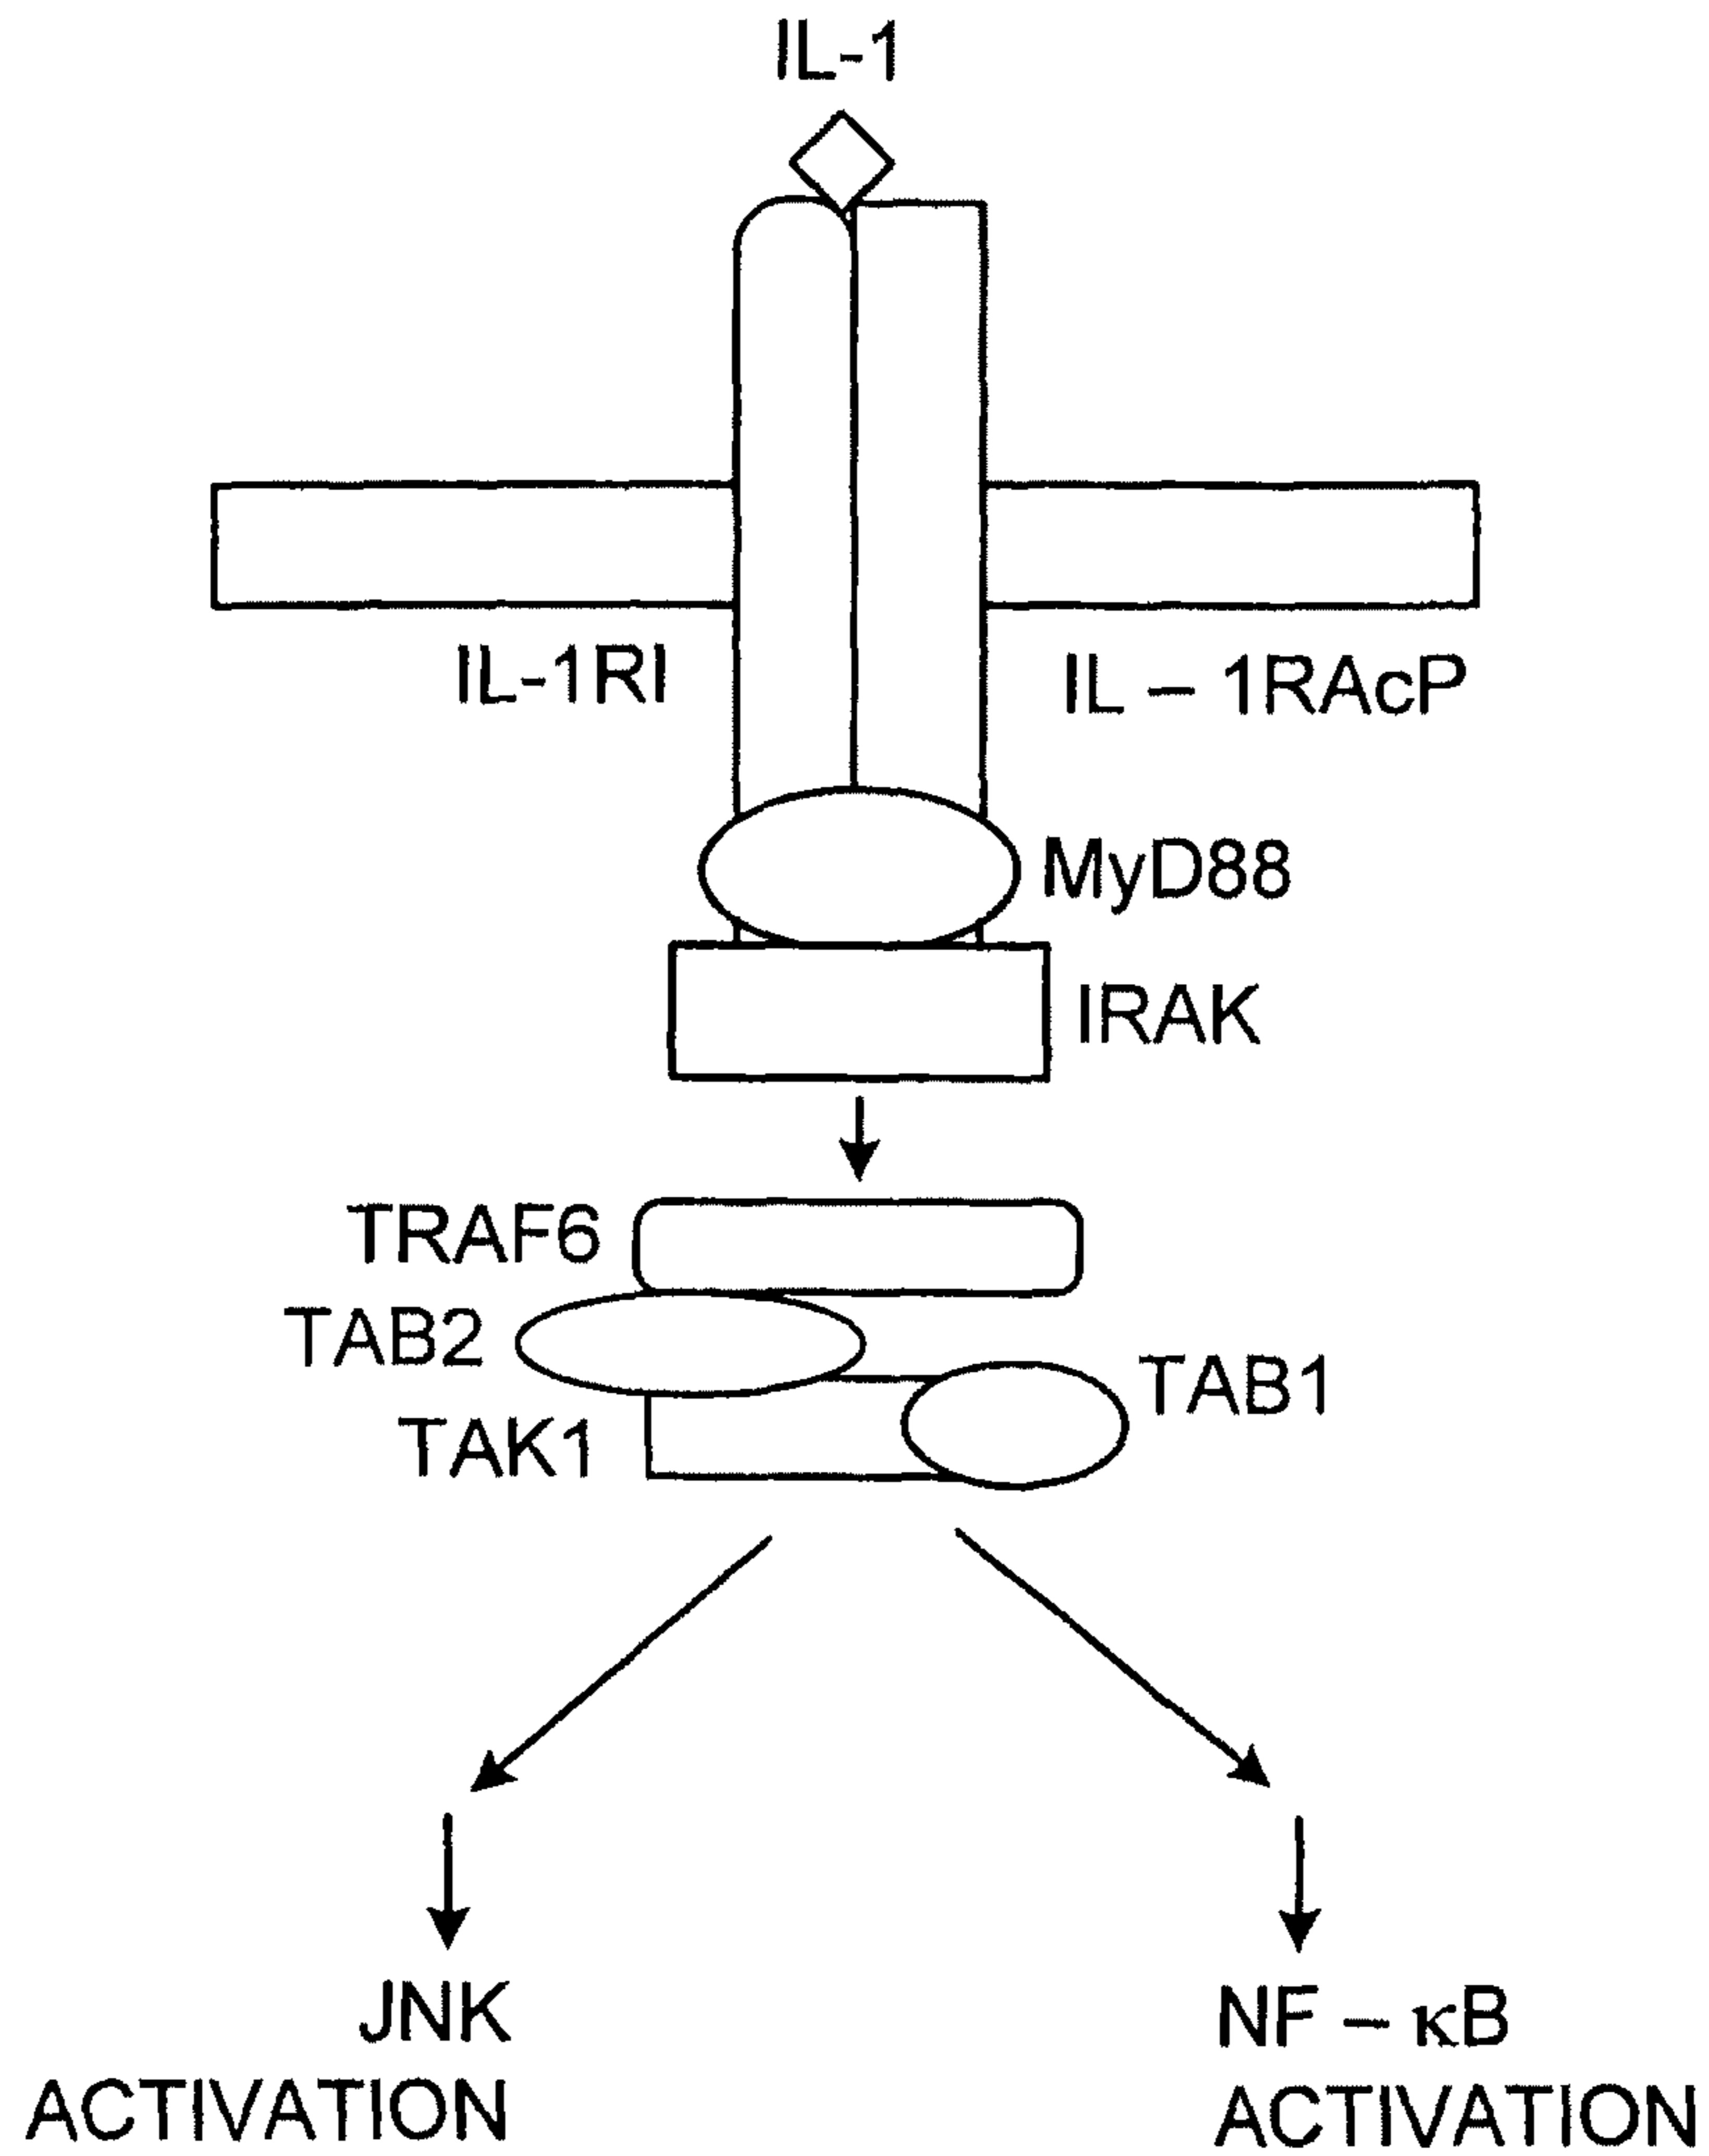 IL-1
IL-1RI
IL – 1RAcP
MyD88
IRAK
TRAF6
TAB2
TAB1
TAK1
JNK
ACTIVATION
NF – κB
ACTIVATION